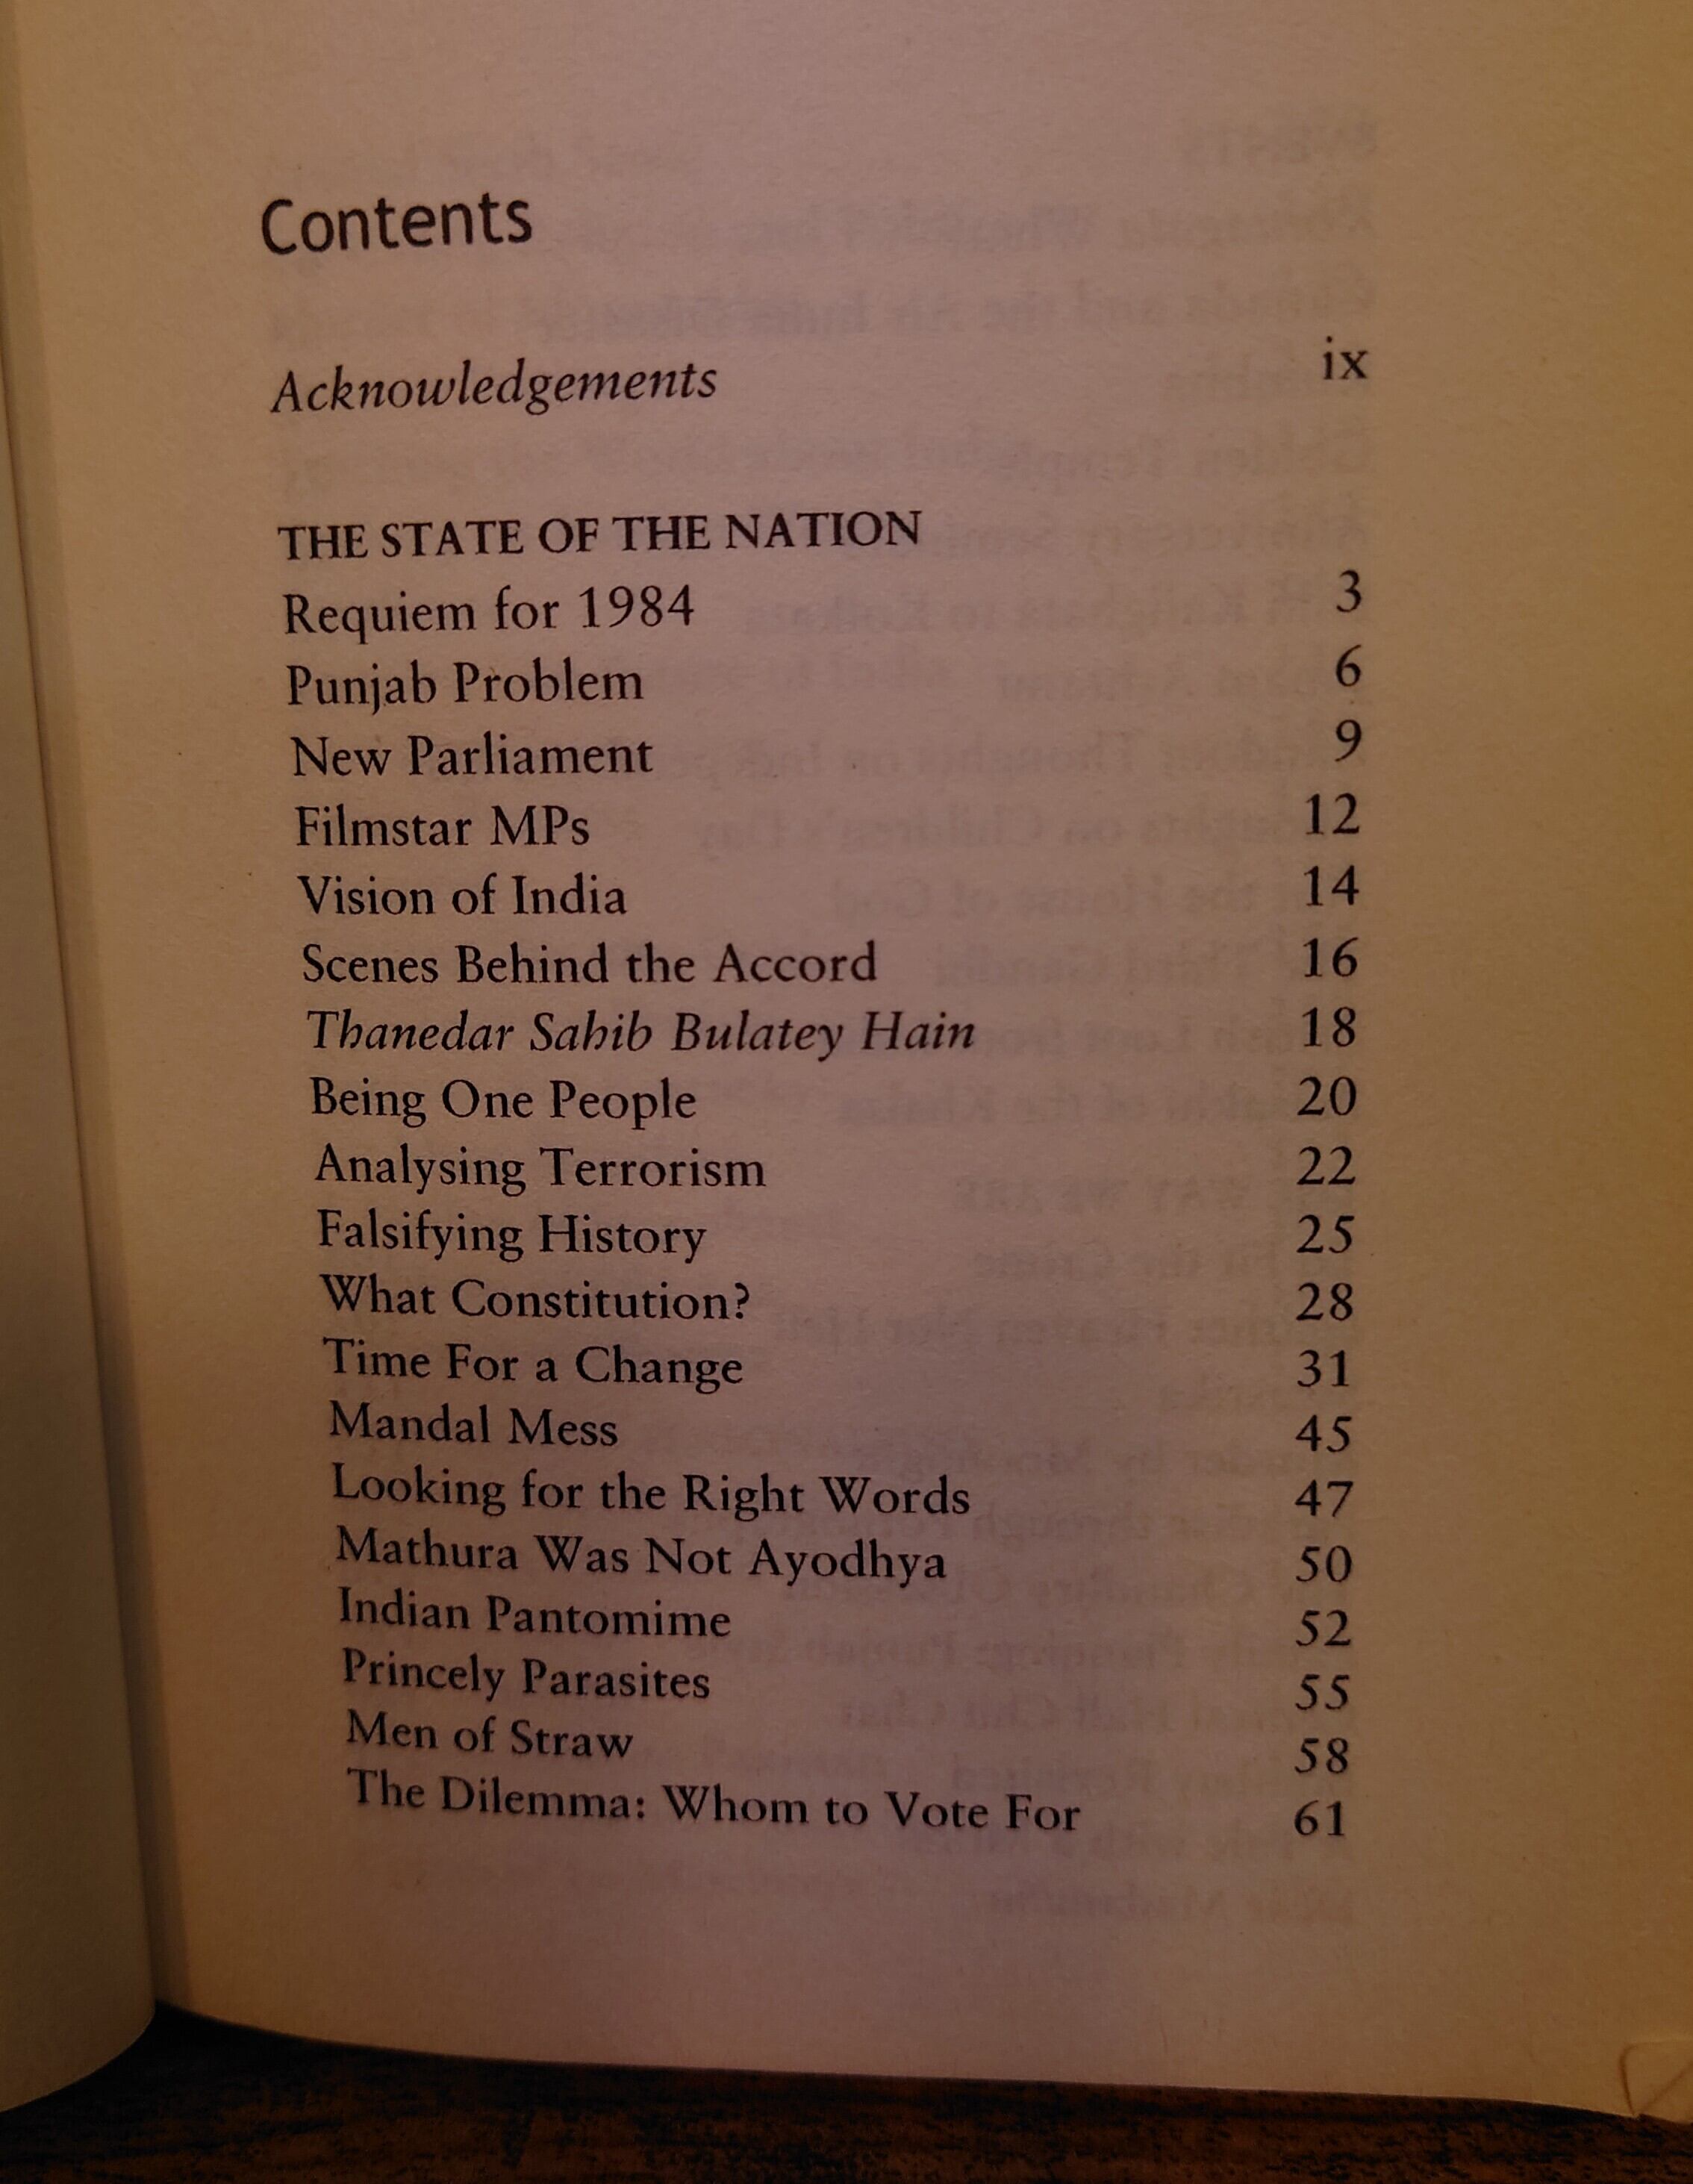 Contents
Acknowledgements ix
THE STATE OF THE NATION
Requiem for 1984 3
Punjab Problem 6
New Parliament 9
Filmstar MPs 12
Vision of India 14
Scenes Behind the Accord 16
Thanedar Sahib Bulatey Hain 18
Being One People 20
Analysing Terrorism 22
Falsifying History 25
What Constitution? 28
Time For a Change 31
Mandal Mess 45
Looking for the Right Words 47
Mathura Was Not Ayodhya 50
Indian Pantomime 52
Princely Parasites 55
Men of Straw 58
The Dilemma: Whom to Vote For 61